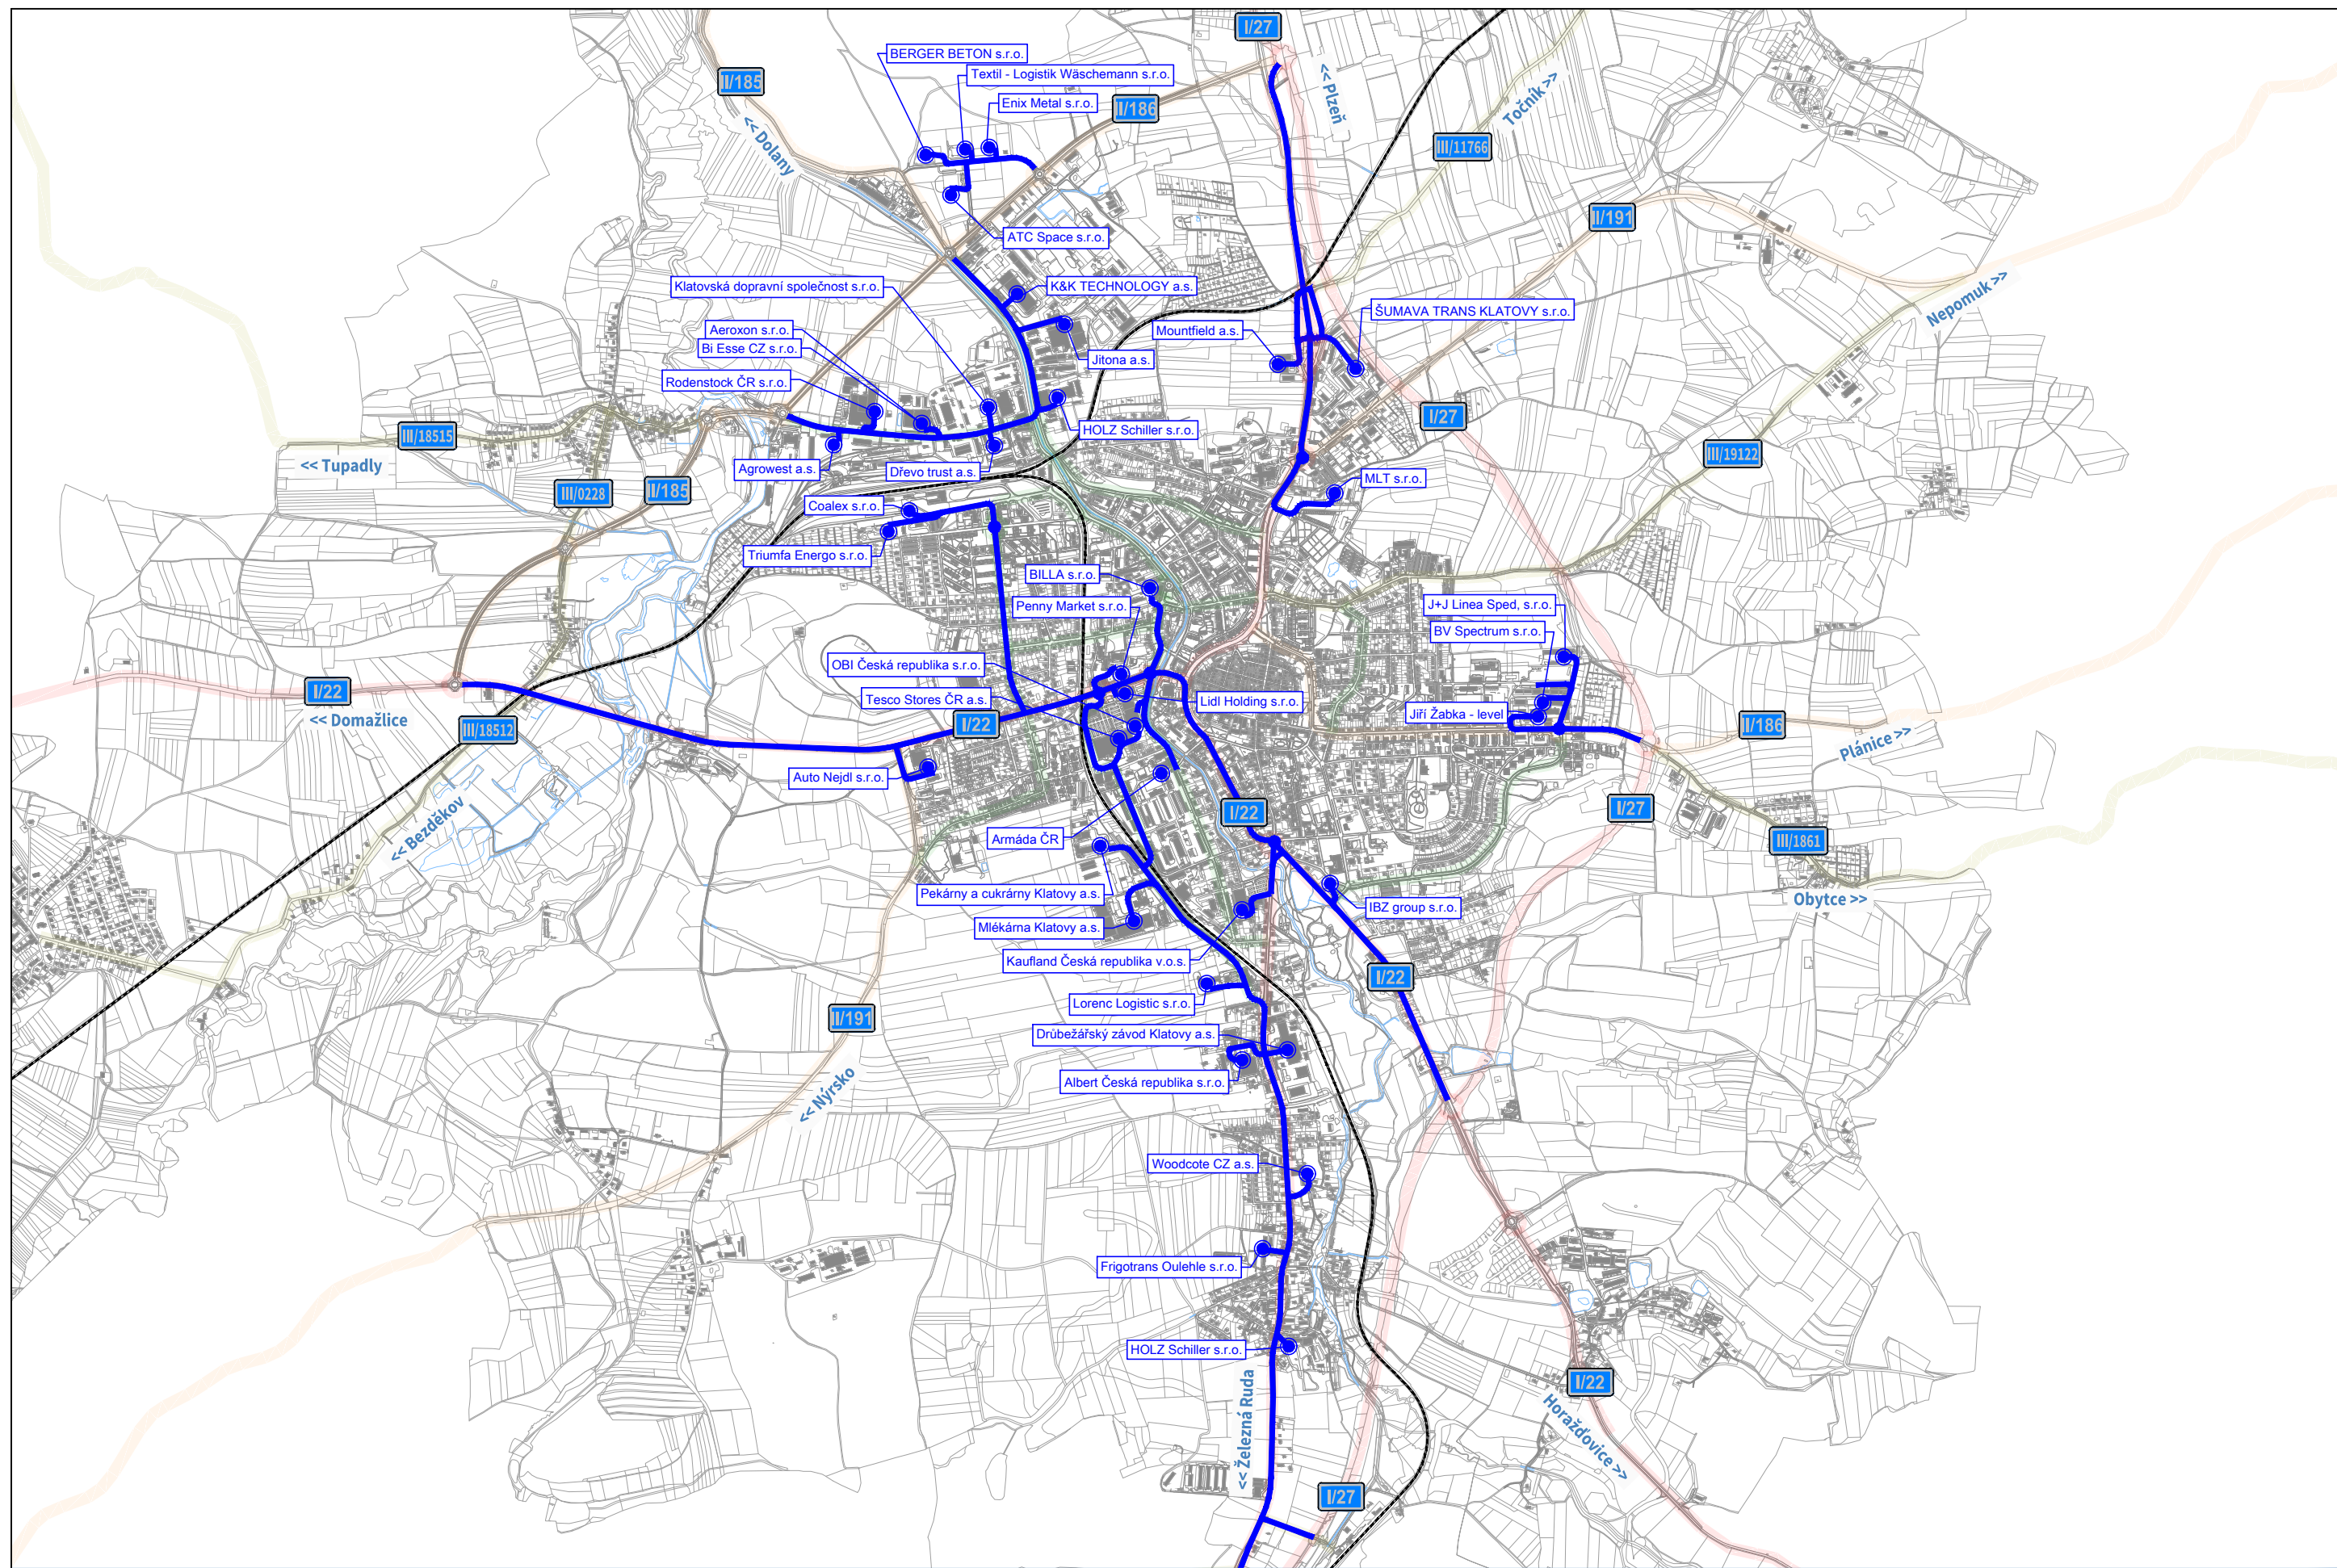 I/27
BERGER BETON s.r.o.
Textil - Logistik Wäschemann s.r.o.
II/185
Enix Metal s.r.o.
II/186
<< Plzeň
Točník >>
<< Dolany
III/11766
II/191
ATC Space s.r.o.
Klatovská dopravní společnost s.r.o.
K&K TECHNOLOGY a.s.
Nepomuk >>
ŠUMAVA TRANS KLATOVY s.r.o.
Aeroxon s.r.o.
Mountfield a.s.
Bi Esse CZ s.r.o.
Jitona a.s.
Rodenstock ČR s.r.o.
I/27
HOLZ Schiller s.r.o.
III/18515
III/19122
<< Tupadly
Agrowest a.s.
Dřevo trust a.s.
MLT s.r.o.
II/185
III/0228
Coalex s.r.o.
Triumfa Energo s.r.o.
BILLA s.r.o.
Penny Market s.r.o.
J+J Linea Sped, s.r.o.
BV Spectrum s.r.o.
OBI Česká republika s.r.o.
I/22
Tesco Stores ČR a.s.
Lidl Holding s.r.o.
Jiří Žabka - level
<< Domažlice
I/22
II/186
III/18512
Plánice >>
Auto Nejdl s.r.o.
I/27
I/22
<< Bezděkov
Armáda ČR
III/1861
Pekárny a cukrárny Klatovy a.s.
Obytce >>
IBZ group s.r.o.
Mlékárna Klatovy a.s.
Kaufland Česká republika v.o.s.
I/22
Lorenc Logistic s.r.o.
II/191
Drůbežářský závod Klatovy a.s.
Albert Česká republika s.r.o.
<< Nýrsko
Woodcote CZ a.s.
Frigotrans Oulehle s.r.o.
HOLZ Schiller s.r.o.
I/22
<< Železná Ruda
Horažďovice >>
I/27